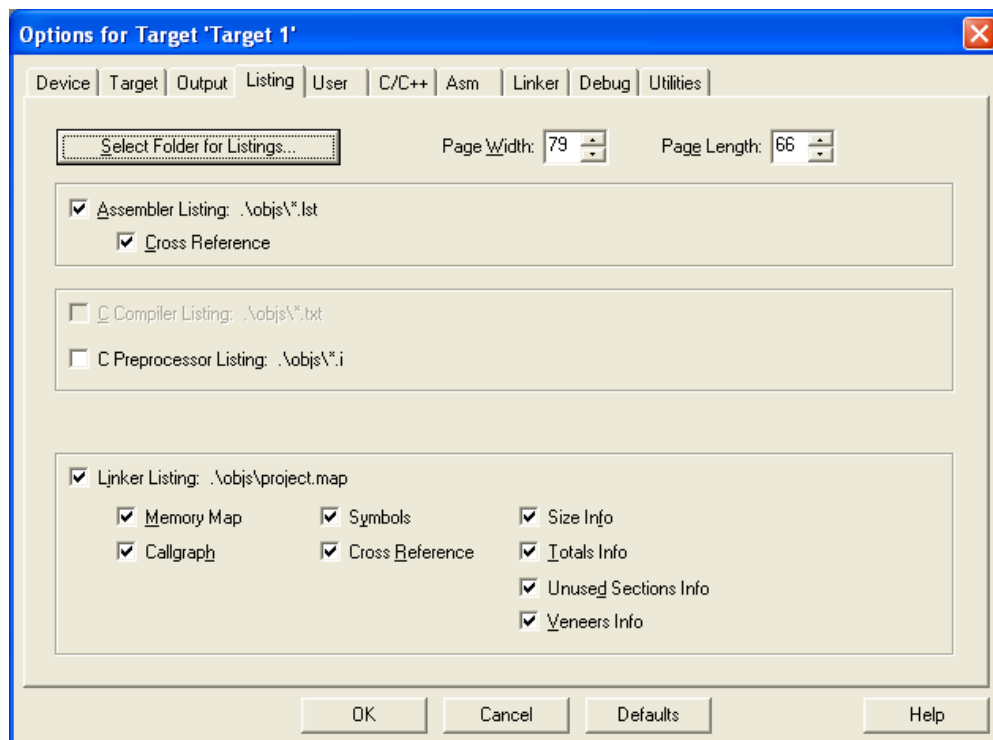 Options for Target 'Target 1'
Device Target Output Listing User C/C++ Asm Linker Debug Utilities
Select Folder for Listings... Page Width: 79 Page Length: 66
Assembler Listing: .\objs\*.lst
Cross Reference
C Compiler Listing: .\objs\*.txt
C Preprocessor Listing: .\objs\*.i
Linker Listing: .\objs\project.map
Memory Map Symbols Size Info
Callgraph Cross Reference Totals Info
Unused Sections Info
Veneers Info
OK Cancel Defaults Help